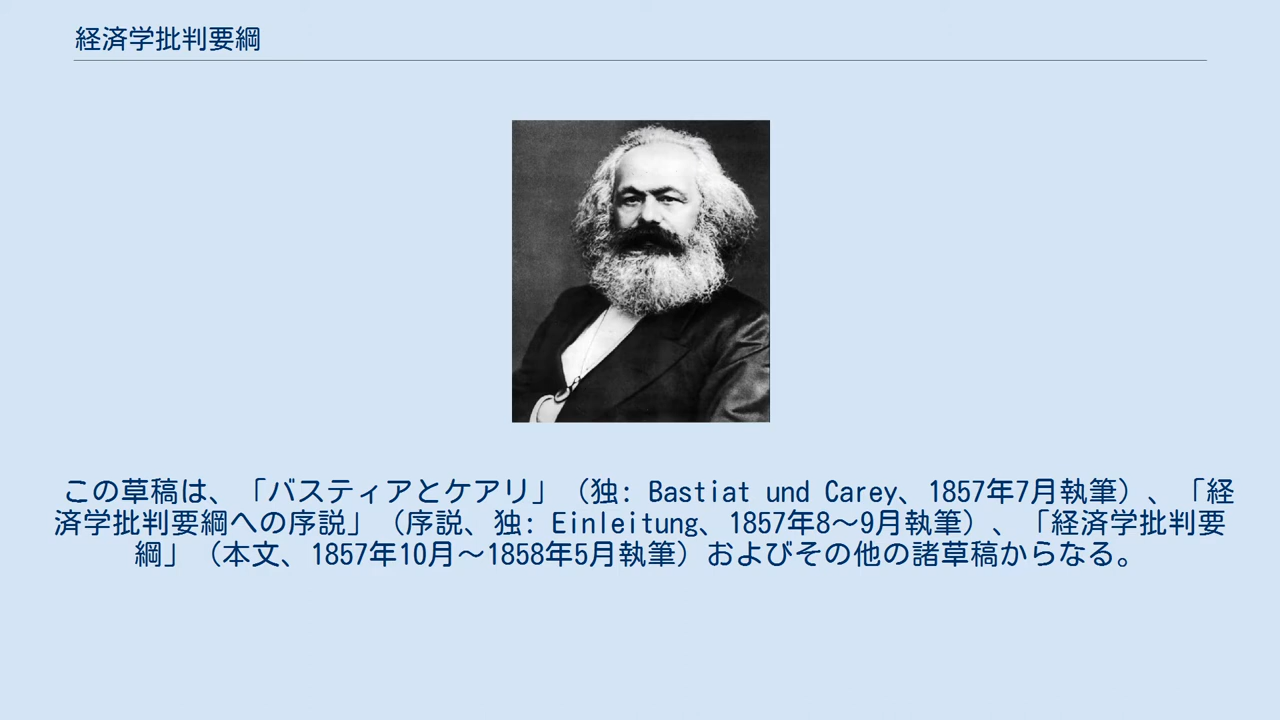 経済学批判要綱
この草稿は、「バスティアとケアリ」（独: Bastiat und Carey、1857年7月執筆）、「経
済学批判要綱への序説」（序説、独: Einleitung、1857年8〜9月執筆）、「経済学批判要
綱」（本文、1857年10月〜1858年5月執筆）およびその他の諸草稿からなる。